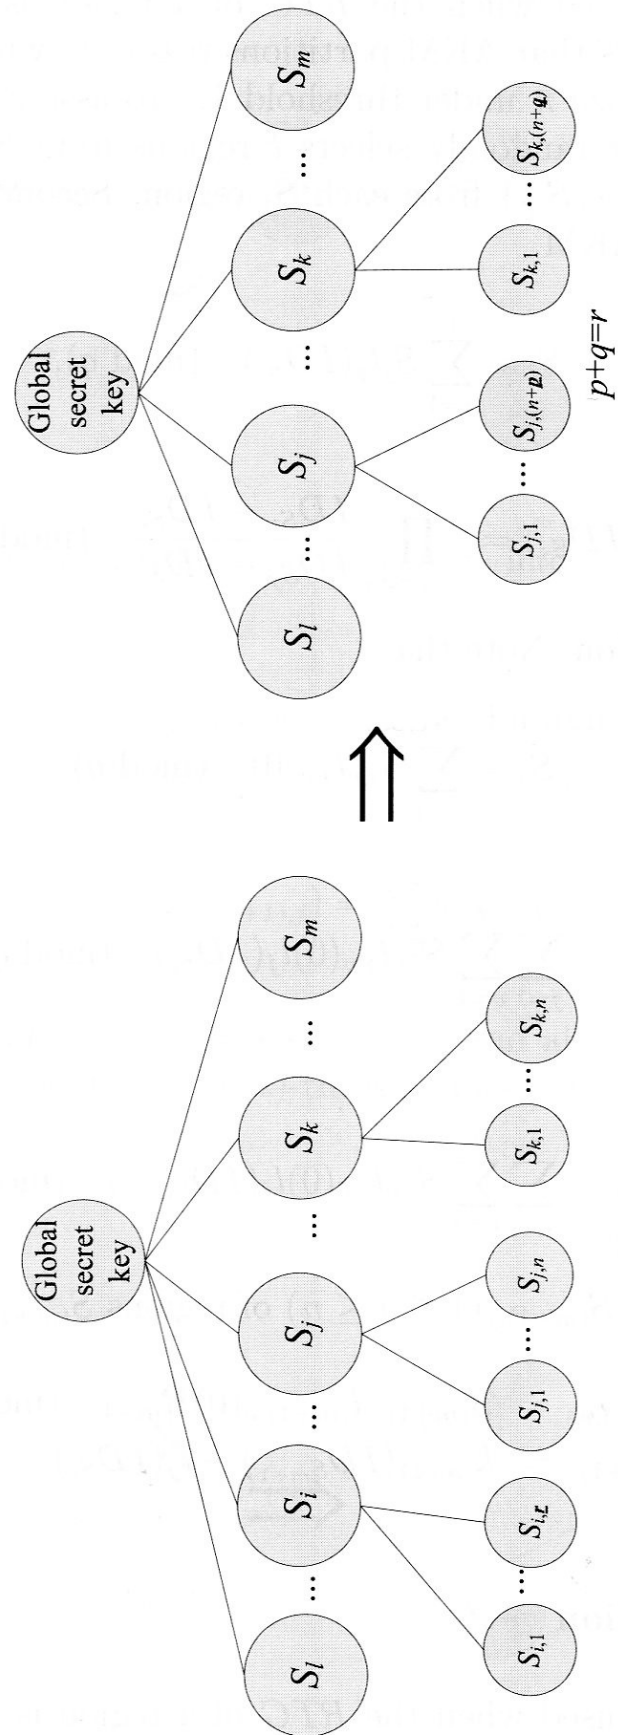 Global
secret
key
S_l ... S_i ... S_j ... S_k ... S_m
S_{i,1} ... S_{i,r} S_{j,1} ... S_{j,n} S_{k,1} ... S_{k,n}
⇒
Global
secret
key
S_l ... S_j ... S_k ... S_m
S_{j,1} ... S_{j,(n+p)} S_{k,1} ... S_{k,(n+q)}
p+q=r